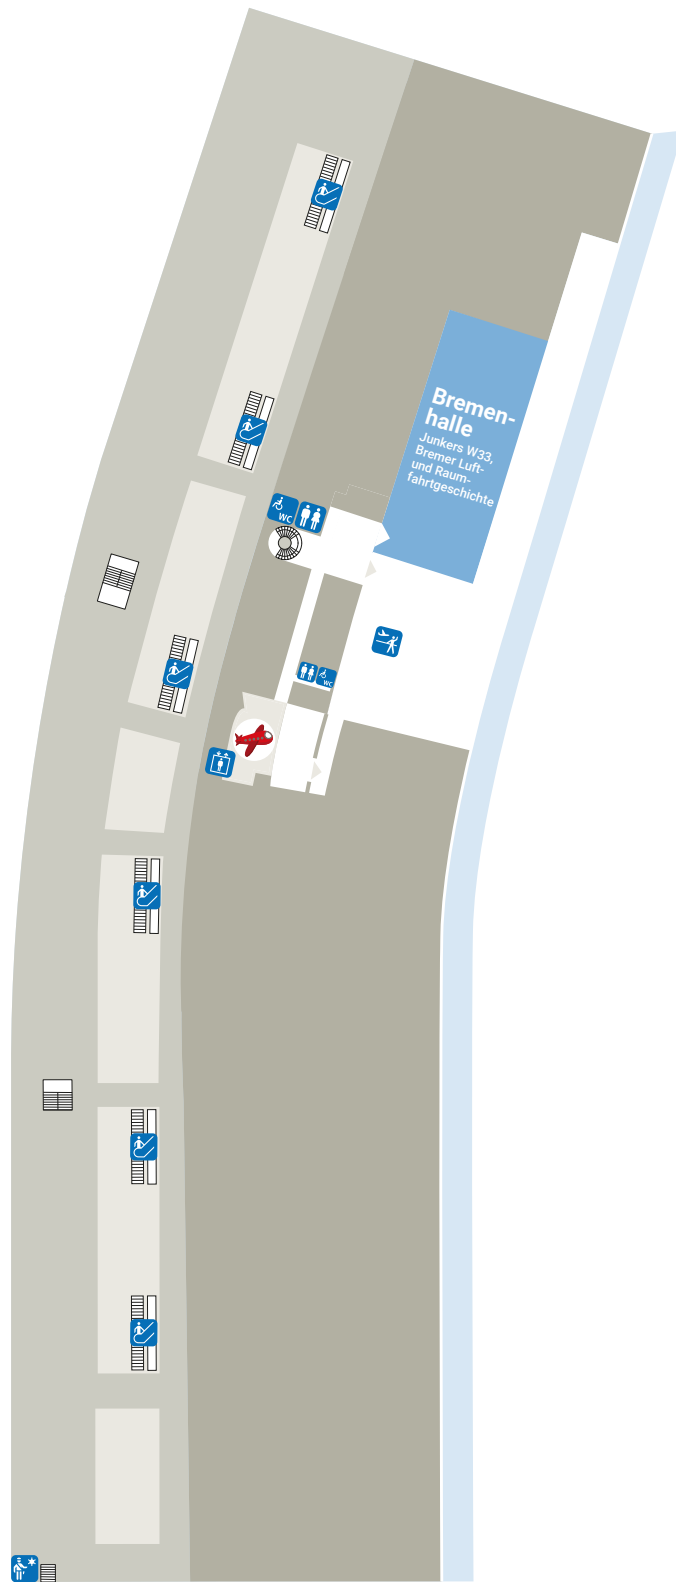 Bremen-
halle
Junkers W33,
Bremer Luft-
und Raum-
fahrtgeschichte
WC
WC